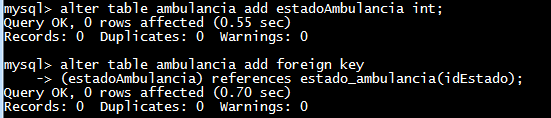 mysql> alter table ambulancia add estadoAmbulancia int;
Query OK, 0 rows affected (0.55 sec)
Records: 0  Duplicates: 0  Warnings: 0
mysql> alter table ambulancia add foreign key
    -> (estadoAmbulancia) references estado_ambulancia(idEstado);
Query OK, 0 rows affected (0.70 sec)
Records: 0  Duplicates: 0  Warnings: 0